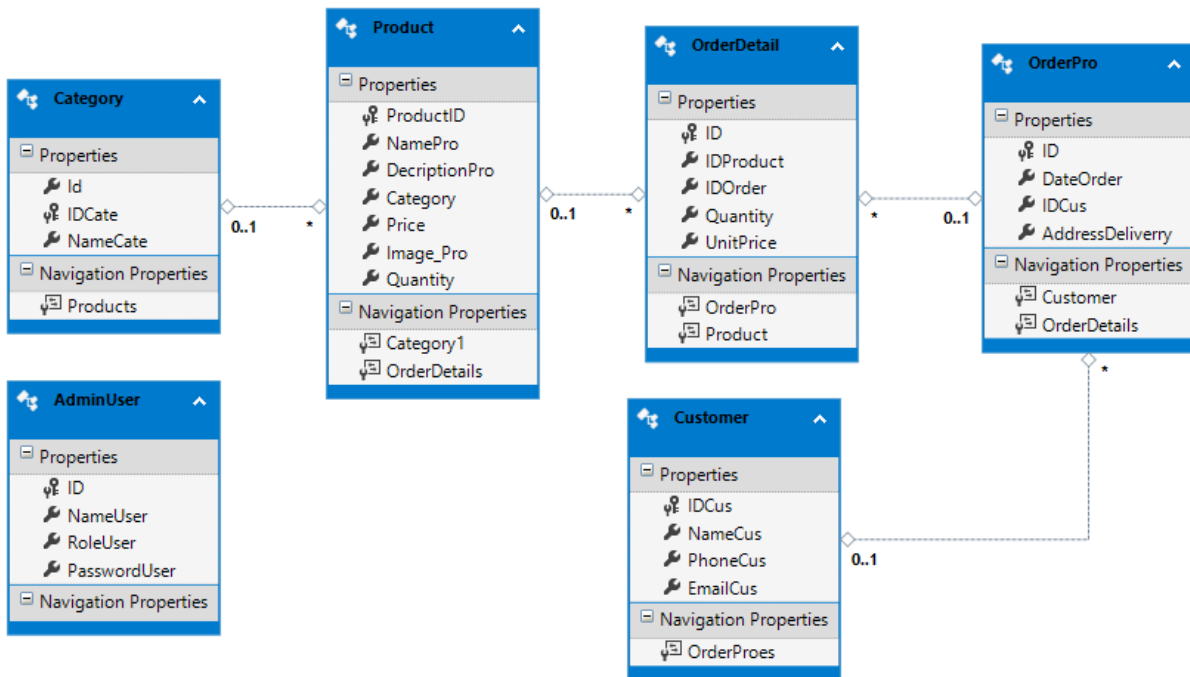 Category
Properties
Id
IDCate
NameCate
Navigation Properties
Products
0..1
*
Product
Properties
ProductID
NamePro
DecriptionPro
Category
Price
Image_Pro
Quantity
Navigation Properties
Category1
OrderDetails
0..1
*
OrderDetail
Properties
ID
IDProduct
IDOrder
Quantity
UnitPrice
Navigation Properties
OrderPro
Product
*
0..1
OrderPro
Properties
ID
DateOrder
IDCus
AddressDeliverry
Navigation Properties
Customer
OrderDetails
*
AdminUser
Properties
ID
NameUser
RoleUser
PasswordUser
Navigation Properties
Customer
Properties
IDCus
NameCus
PhoneCus
EmailCus
Navigation Properties
OrderProes
0..1